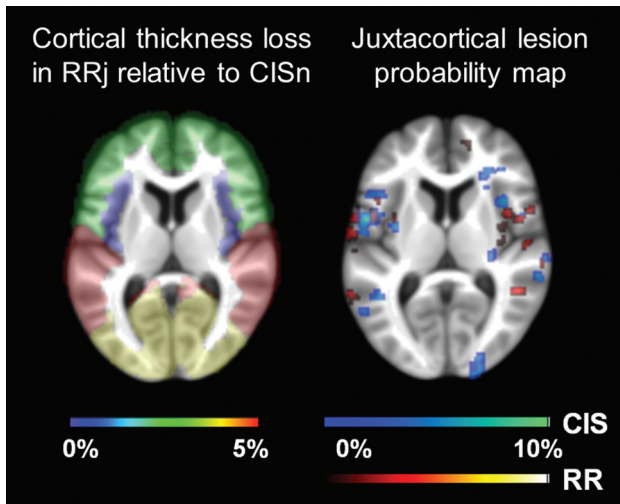 Cortical thickness loss
in RRj relative to CISn
Juxtacortical lesion
probability map
0% 5%
CIS
0% 10%
RR